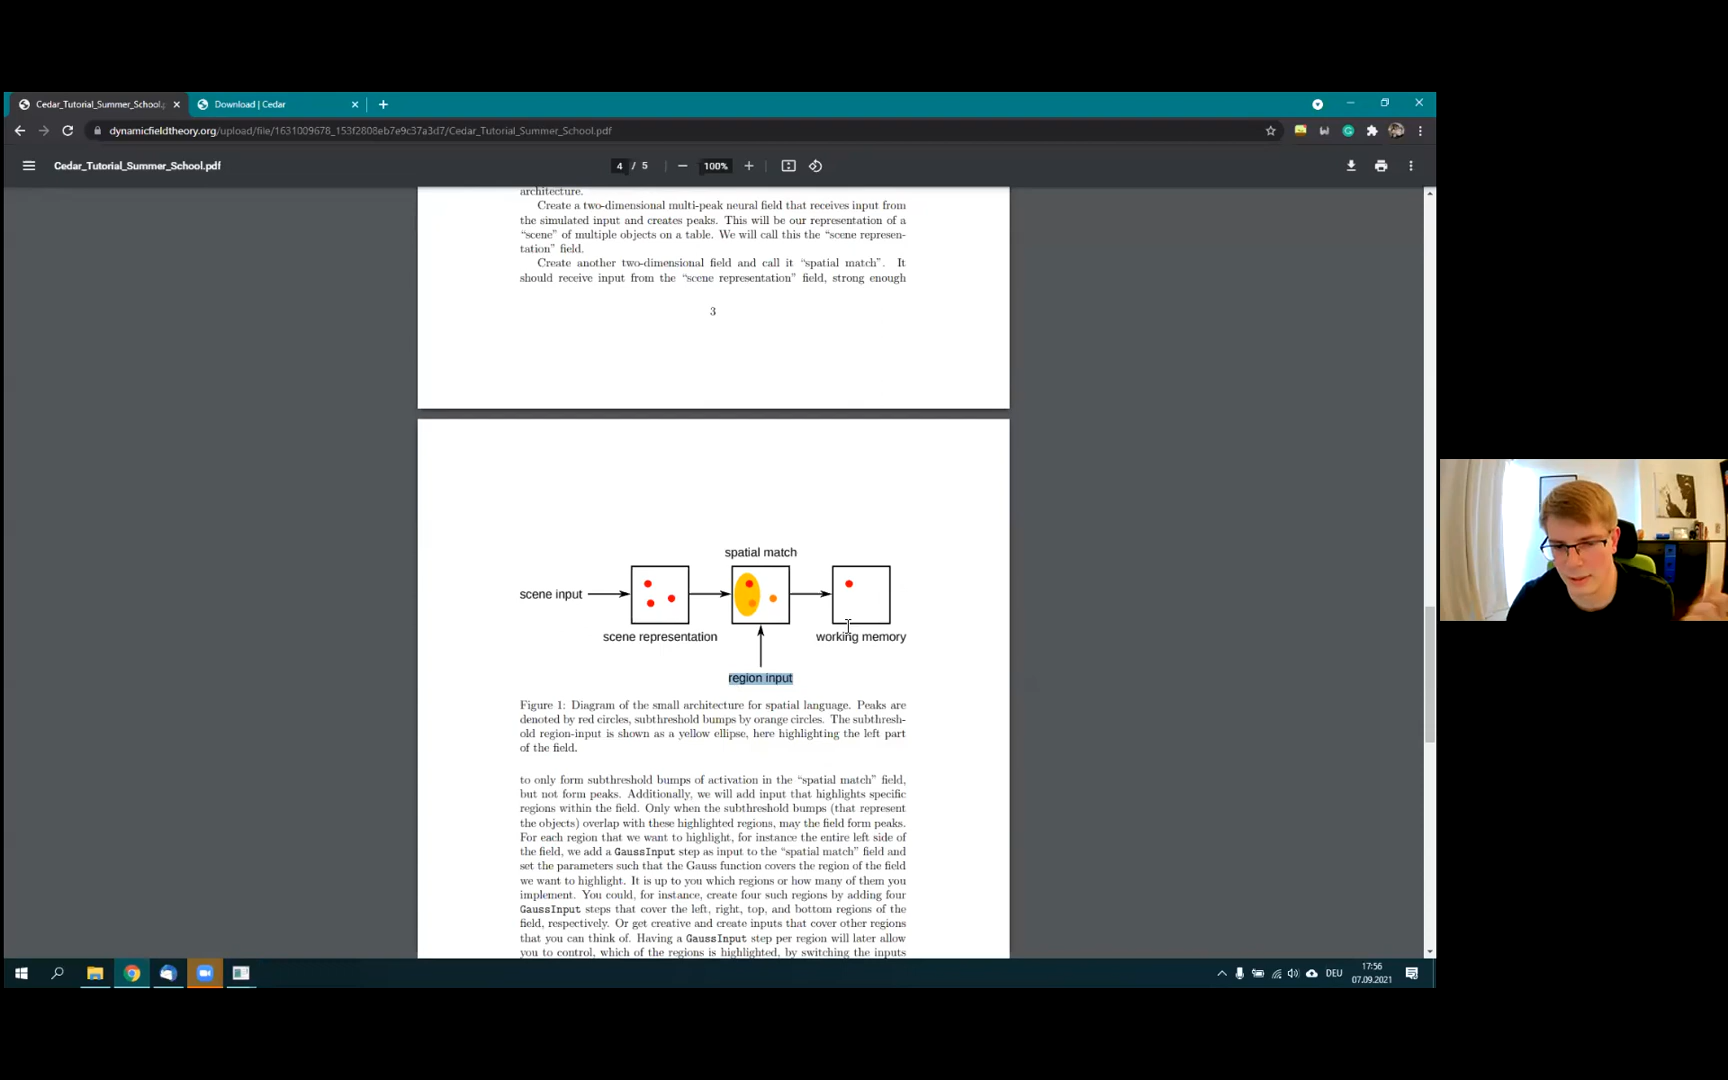 Cedar_Tutorial_Summer_School.p
Download | Cedar
dynamicfieldtheory.org/upload/file/1631009678_153f2808eb7e9c37a3d7/Cedar_Tutorial_Summer_School.pdf
Cedar_Tutorial_Summer_School.pdf
4 / 5
100%
architecture.
Create a two-dimensional multi-peak neural field that receives input from
the simulated input and creates peaks. This will be our representation of a
“scene” of multiple objects on a table. We will call this the “scene represen-
tation” field.
Create another two-dimensional field and call it “spatial match”. It
should receive input from the “scene representation” field, strong enough
3
spatial match
scene input
scene representation
working memory
region input
Figure 1: Diagram of the small architecture for spatial language. Peaks are
denoted by red circles, subthreshold bumps by orange circles. The subthresh-
old region-input is shown as a yellow ellipse, here highlighting the left part
of the field.
to only form subthreshold bumps of activation in the “spatial match” field,
but not form peaks. Additionally, we will add input that highlights specific
regions within the field. Only when the subthreshold bumps (that represent
the objects) overlap with these highlighted regions, may the field form peaks.
For each region that we want to highlight, for instance the entire left side of
the field, we add a GaussInput step as input to the “spatial match” field and
set the parameters such that the Gauss function covers the region of the field
we want to highlight. It is up to you which regions or how many of them you
implement. You could, for instance, create four such regions by adding four
GaussInput steps that cover the left, right, top, and bottom regions of the
field, respectively. Or get creative and create inputs that cover other regions
that you can think of. Having a GaussInput step per region will later allow
you to control, which of the regions is highlighted, by switching the inputs
DEU
17:56
07.09.2021